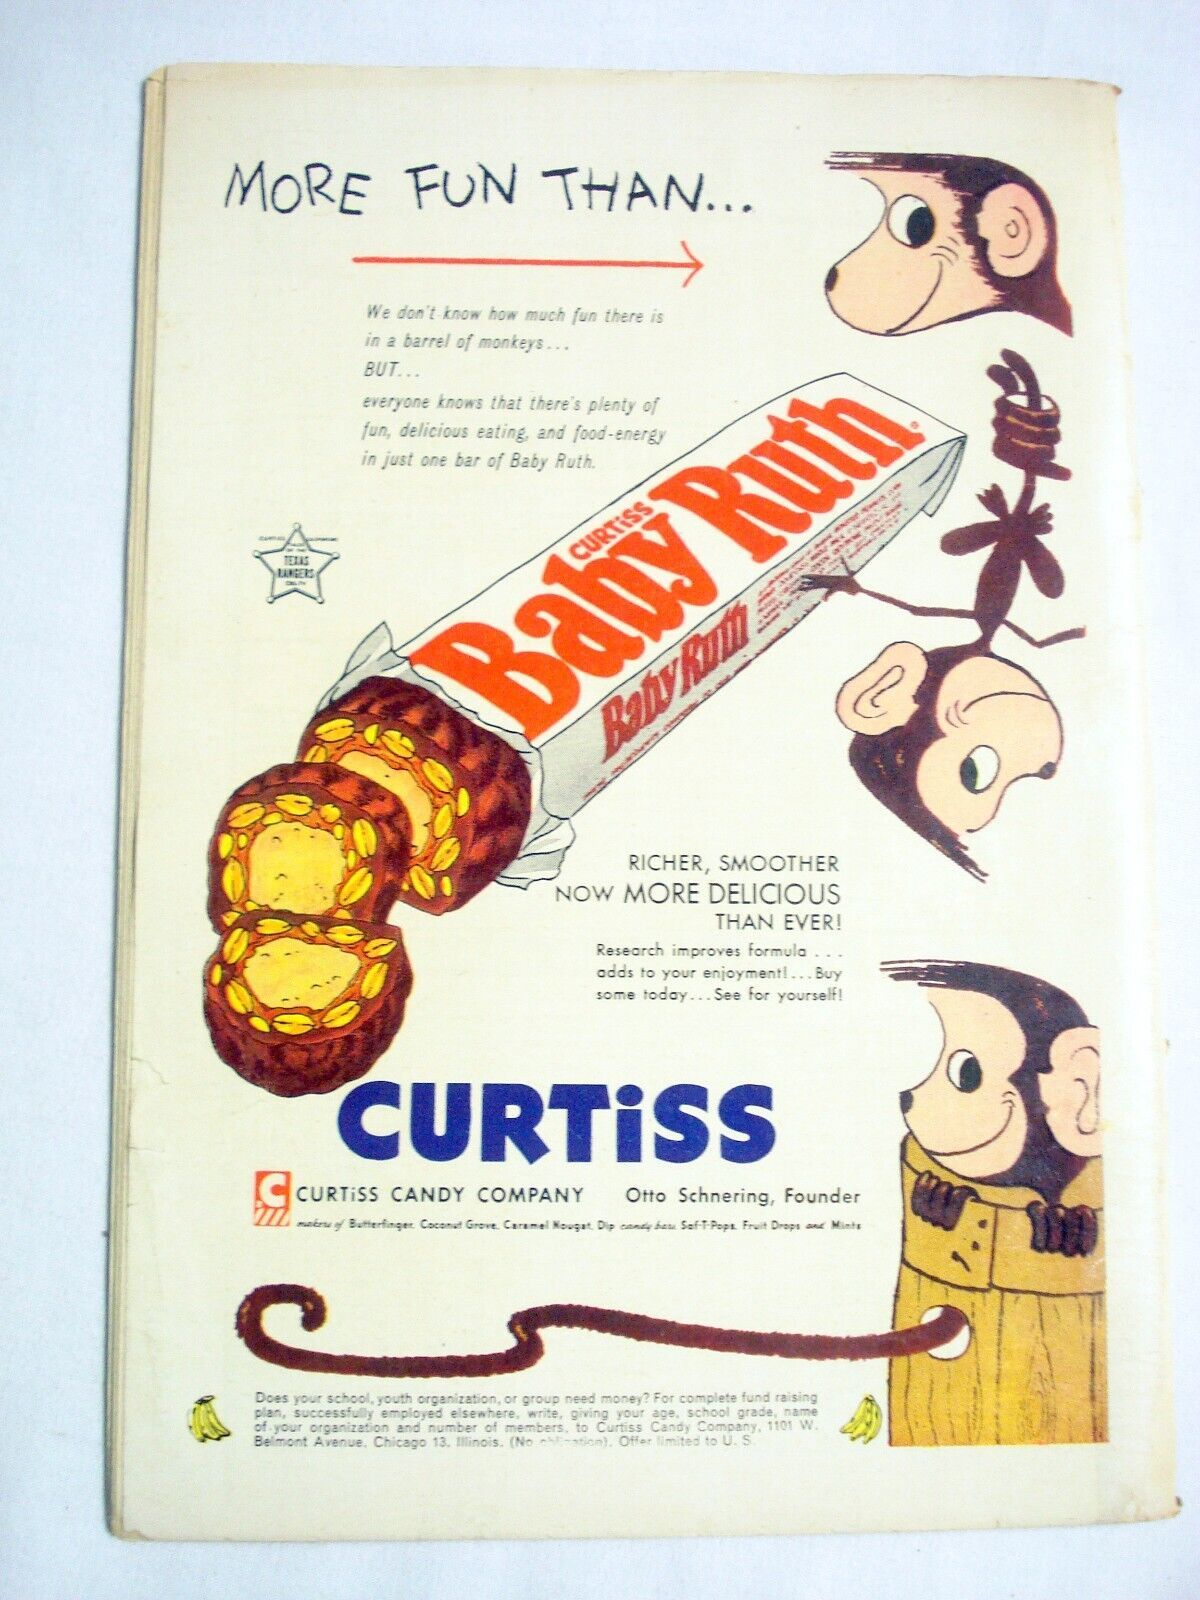 MORE FUN THAN...
We don't know how much fun there is
in a barrel of monkeys...
BUT...
everyone knows that there's plenty of
fun, delicious eating, and food-energy
in just one bar of Baby Ruth.
TEXAS
RANGERS
CURTiSS
Baby Ruth®
Baby Ruth
RICHER, SMOOTHER
NOW MORE DELICIOUS
THAN EVER!
Research improves formula . . .
adds to your enjoyment!...Buy
some today...See for yourself!
CURTiSS
C
CURTiSS CANDY COMPANY Otto Schnering, Founder
makers of Butterfinger, Coconut Grove, Caramel Nougat, Dip candy bars, Saf-T-Pops, Fruit Drops and Mints
Does your school, youth organization, or group need money? For complete fund raising
plan, successfully employed elsewhere, write, giving your age, school grade, name
of your organization and number of members, to Curtiss Candy Company, 1101 W.
Belmont Avenue, Chicago 13, Illinois. (No obligation). Offer limited to U. S.